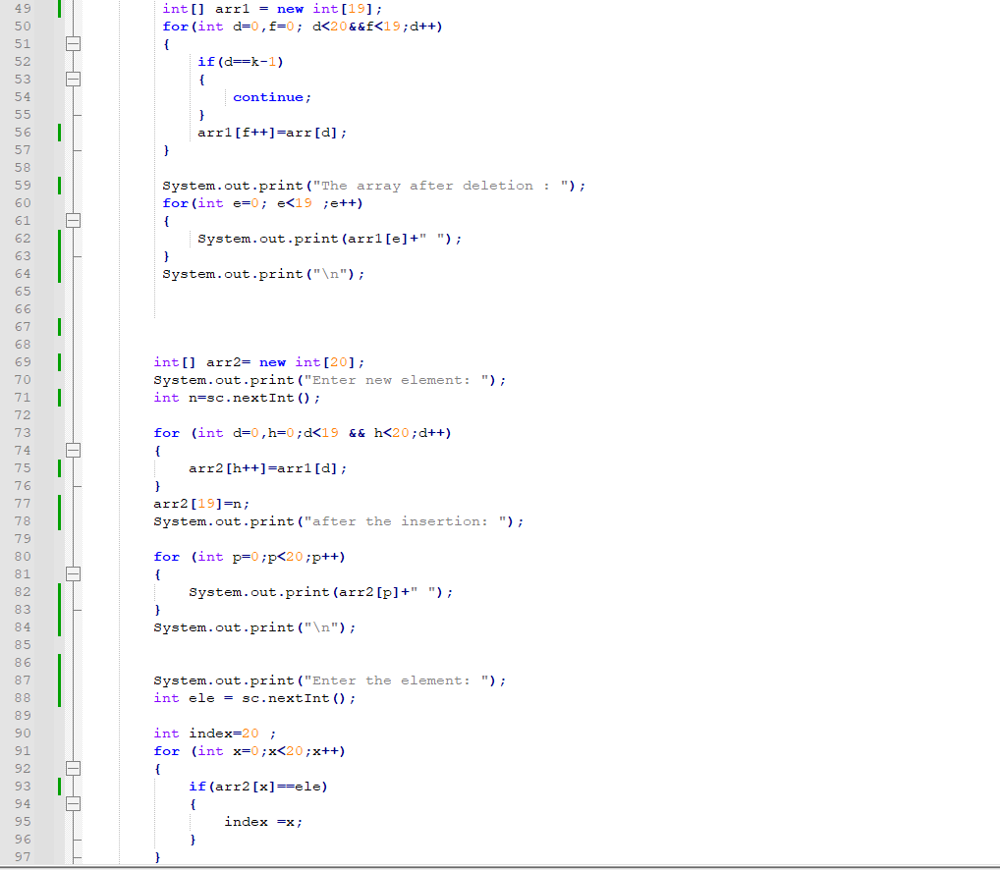 49 int[] arr1 = new int[19];
50 for(int d=0,f=0; d<20&&f<19;d++)
51 {
52 if(d==k-1)
53 {
54 continue;
55 }
56 arr1[f++]=arr[d];
57 }
58
59 System.out.print("The array after deletion : ");
60 for(int e=0; e<19 ;e++)
61 {
62 System.out.print(arr1[e]+" ");
63 }
64 System.out.print("\n");
65
66
67
68
69 int[] arr2= new int[20];
70 System.out.print("Enter new element: ");
71 int n=sc.nextInt();
72
73 for (int d=0,h=0;d<19 && h<20;d++)
74 {
75 arr2[h++]=arr1[d];
76 }
77 arr2[19]=n;
78 System.out.print("after the insertion: ");
79
80 for (int p=0;p<20;p++)
81 {
82 System.out.print(arr2[p]+" ");
83 }
84 System.out.print("\n");
85
86
87 System.out.print("Enter the element: ");
88 int ele = sc.nextInt();
89
90 int index=20 ;
91 for (int x=0;x<20;x++)
92 {
93 if(arr2[x]==ele)
94 {
95 index =x;
96 }
97 }